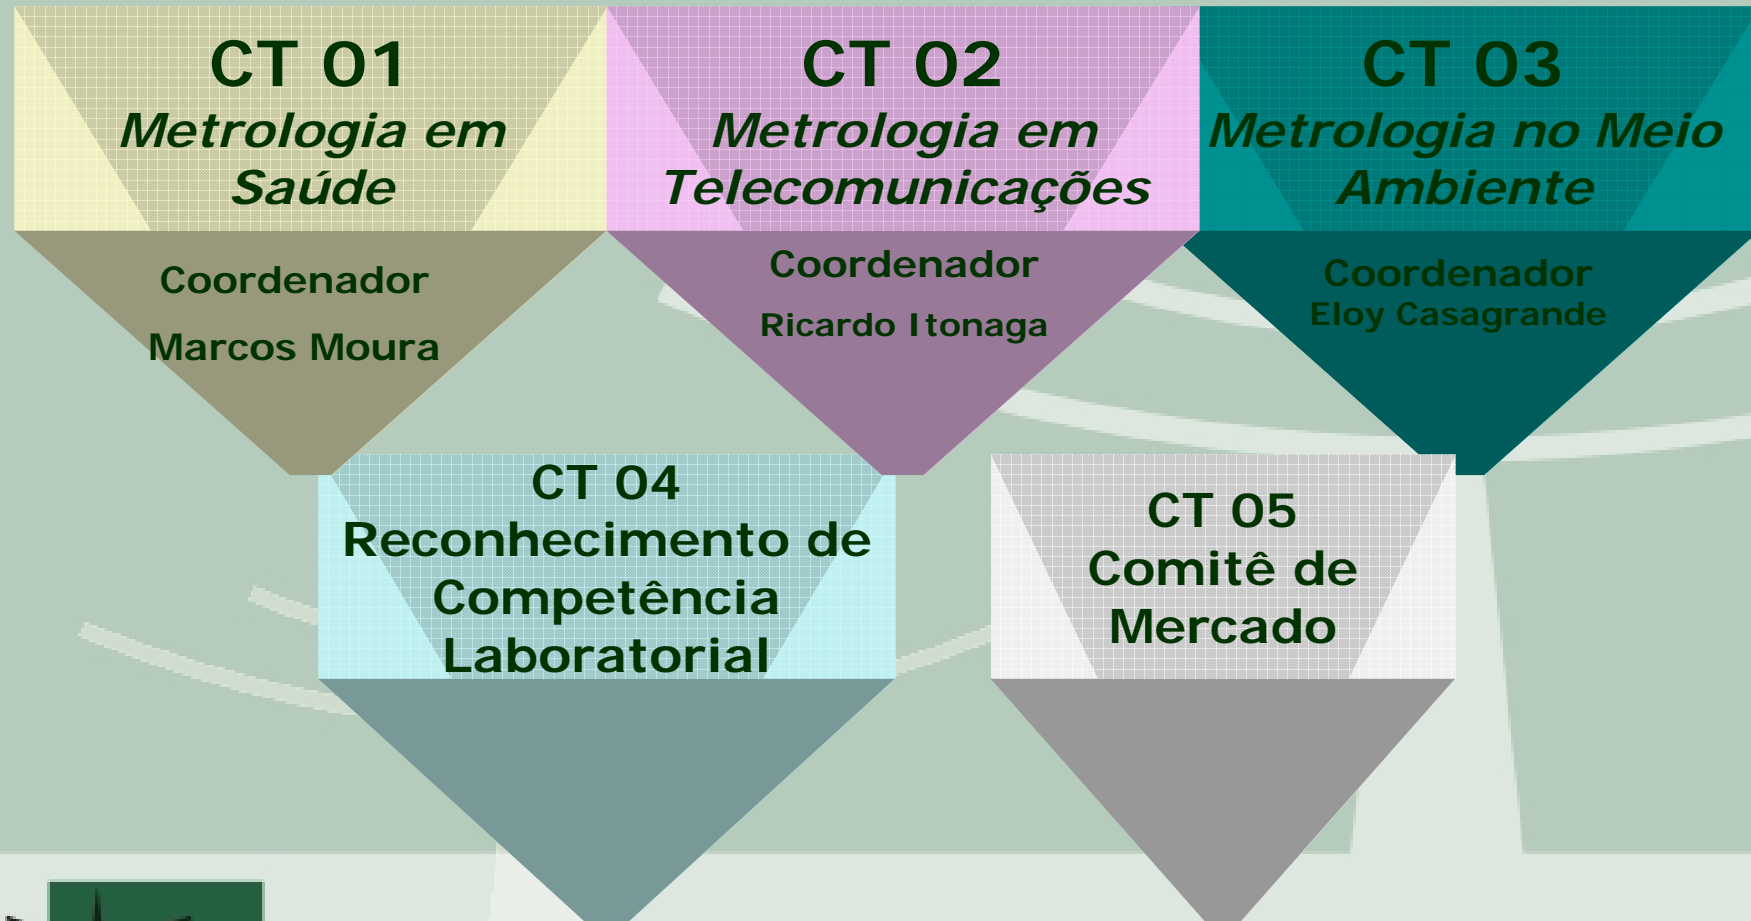 CT 01
Metrologia em
Saúde
Coordenador
Marcos Moura
CT 02
Metrologia em
Telecomunicações
Coordenador
Ricardo Itonaga
CT 03
Metrologia no Meio
Ambiente
Coordenador
Eloy Casagrande
CT 04
Reconhecimento de
Competência
Laboratorial
CT 05
Comitê de
Mercado